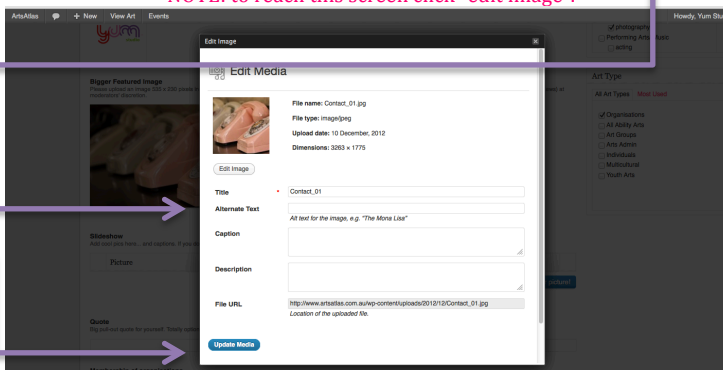 NOTE: to reach this screen click "edit image".
ArtsAtlas + New View Art Events Howdy, Yum Stu
yum
Edit Image
Edit Media
File name: Contact_01.jpg
File type: image/jpeg
Upload date: 10 December, 2012
Dimensions: 3263 × 1775
Edit Image
Title * Contact_01
Alternate Text
Alt text for the image, e.g. "The Mona Lisa"
Caption
Description
File URL http://www.artsatlas.com.au/wp-content/uploads/2012/12/Contact_01.jpg
Location of the uploaded file.
Update Media
Bigger Featured Image
Slideshow
Picture
picture!
Quote
photography
Performing Arts
acting
Art Type
All Art Types Most Used
Organisations
All Ability Arts
Art Groups
Arts Admin
Individuals
Multicultural
Youth Arts